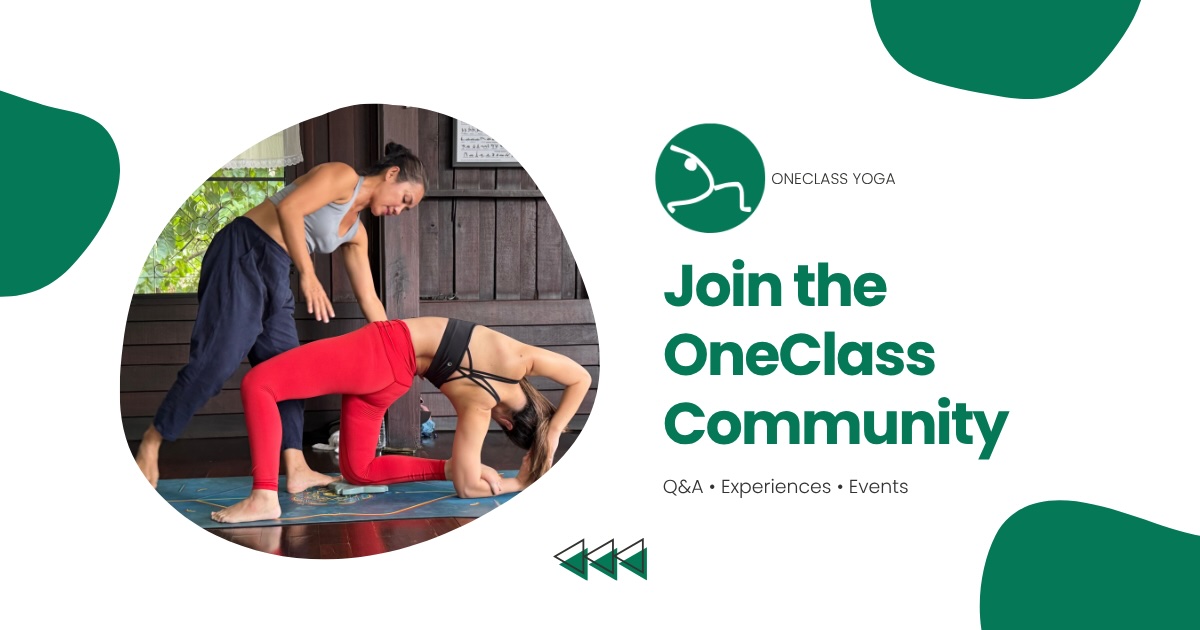 ONECLASS YOGA
Join the
OneClass
Community
Q&A • Experiences • Events